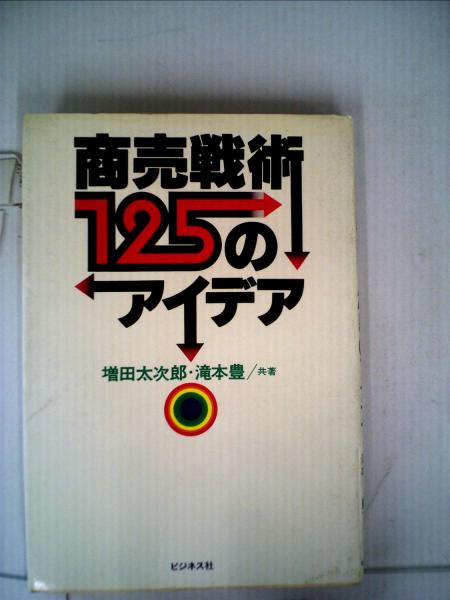 商売戦術
125の
アイデア
増田太次郎・滝本豊/共著
ビジネス社